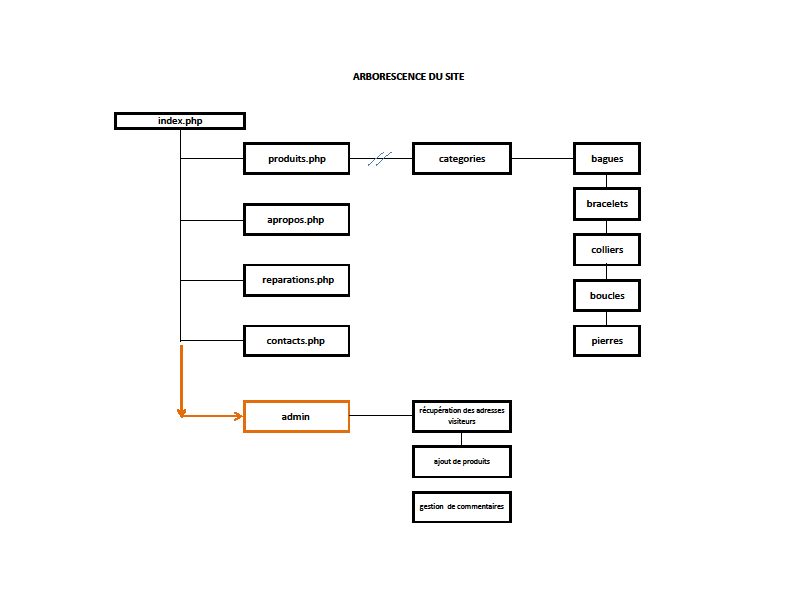 ARBORESCENCE DU SITE
index.php
produits.php
categories
bagues
bracelets
apropos.php
colliers
reparations.php
boucles
contacts.php
pierres
admin
récupération des adresses
visiteurs
ajout de produits
gestion de commentaires